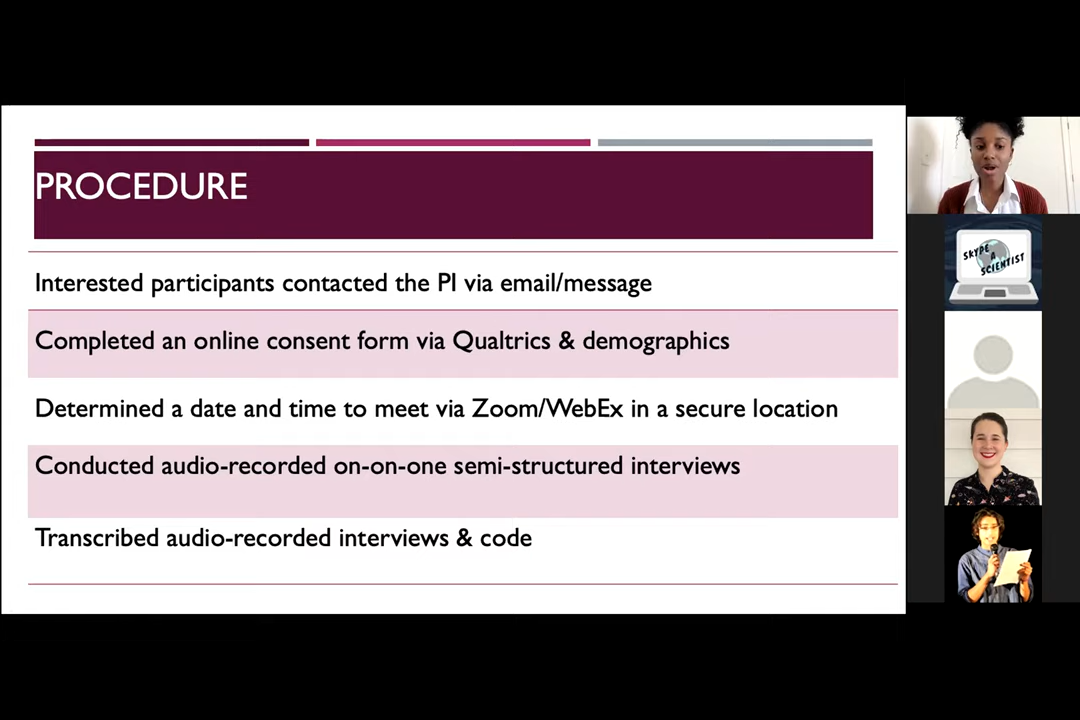 PROCEDURE
Interested participants contacted the PI via email/message
Completed an online consent form via Qualtrics & demographics
Determined a date and time to meet via Zoom/WebEx in a secure location
Conducted audio-recorded on-on-one semi-structured interviews
Transcribed audio-recorded interviews & code
SKYPE
A
SCIENTIST